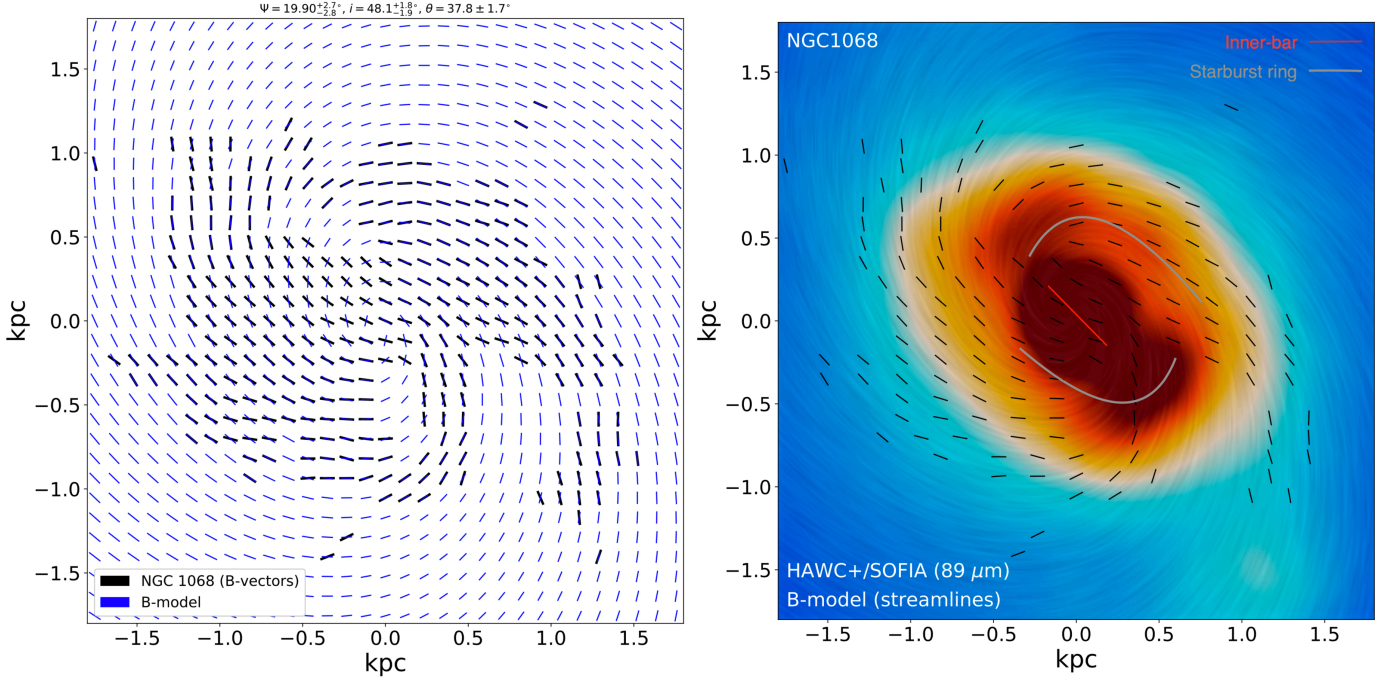 Ψ = 19.90+2.7°−2.8, i = 48.1+1.8°−1.9, θ = 37.8 ± 1.7°
1.5
1.0
0.5
0.0
−0.5
−1.0
−1.5
kpc
NGC 1068 (B-vectors)
B-model
−1.5 −1.0 −0.5 0.0 0.5 1.0 1.5
kpc
NGC1068
Inner-bar
Starburst ring
1.5
1.0
0.5
0.0
−0.5
−1.0
−1.5
kpc
HAWC+/SOFIA (89 μm)
B-model (streamlines)
−1.5 −1.0 −0.5 0.0 0.5 1.0 1.5
kpc